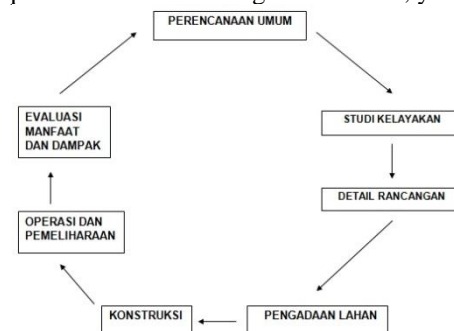 PERENCANAAN UMUM
STUDI KELAYAKAN
DETAIL RANCANGAN
PENGADAAN LAHAN
KONSTRUKSI
OPERASI DAN
PEMELIHARAAN
EVALUASI
MANFAAT
DAN DAMPAK